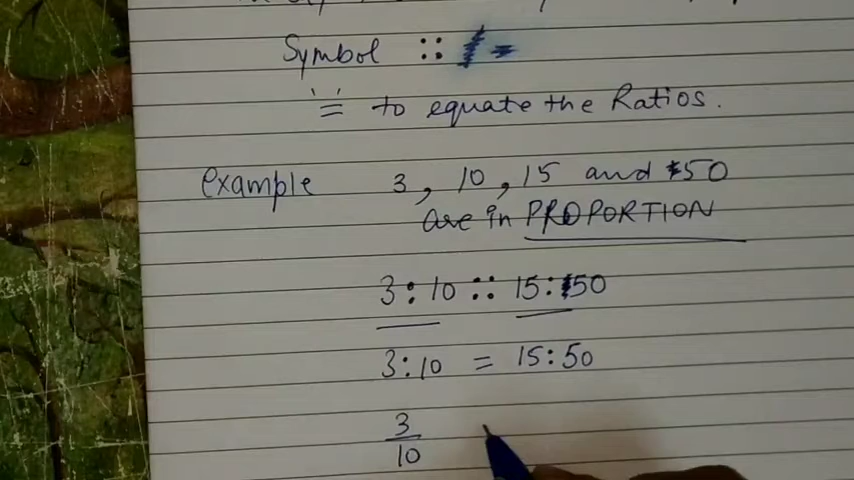 Symbol :: =
'=' to equate the Ratios.
Example 3, 10, 15 and 50
are in PROPORTION
3:10 :: 15:50
3:10 = 15:50
3
10